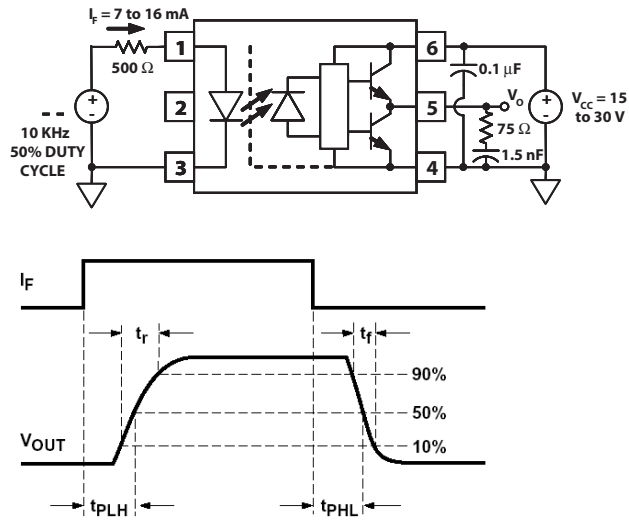 I_F = 7 to 16 mA
500 Ω
+
-
10 KHz
50% DUTY
CYCLE
1
2
3
6
5
4
0.1 µF
V_O
75 Ω
1.5 nF
+
-
V_CC = 15
to 30 V
I_F
t_r
t_f
90%
50%
10%
V_OUT
t_PLH
t_PHL